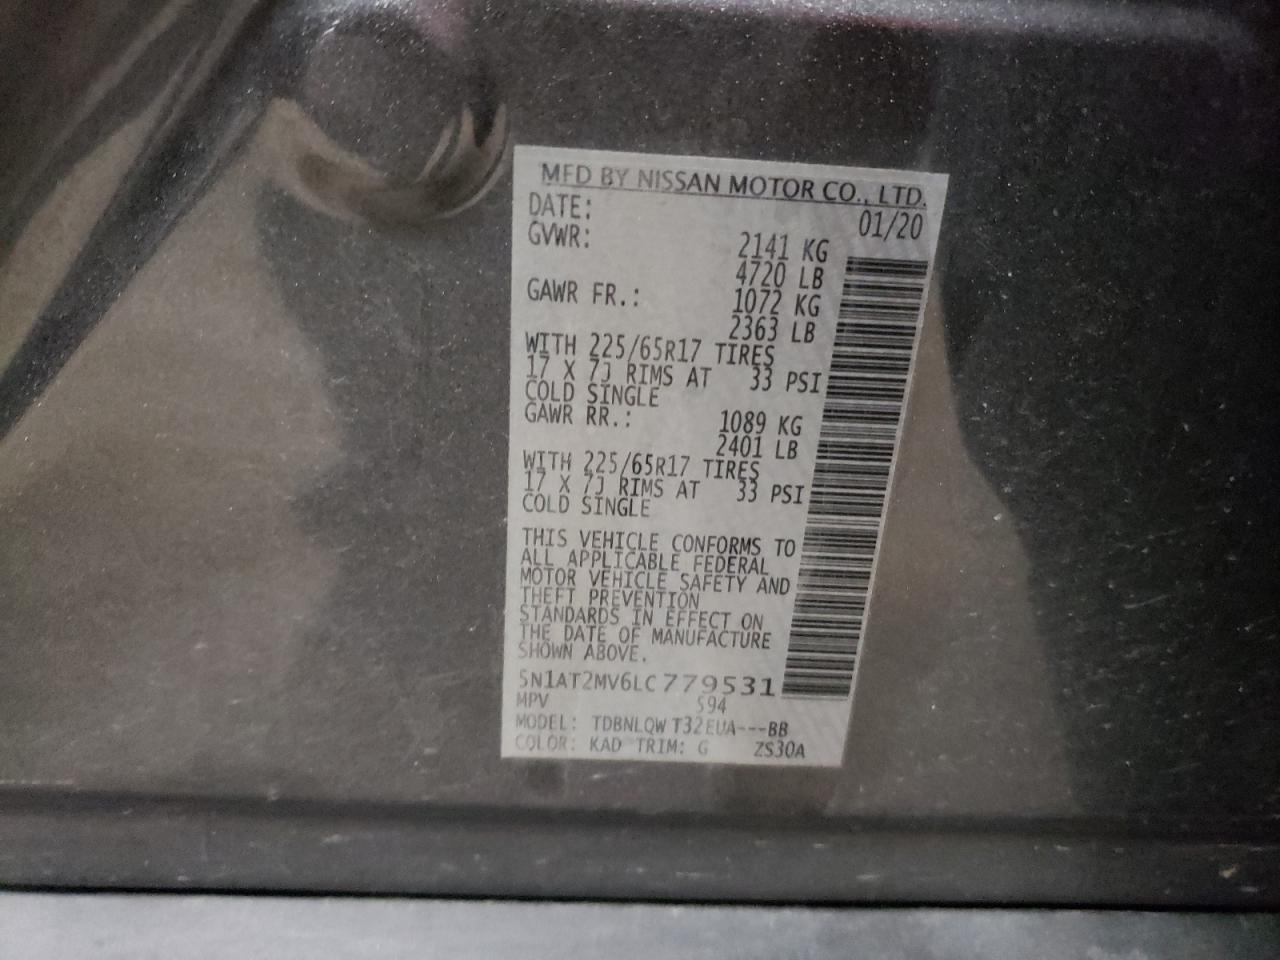 MFD BY NISSAN MOTOR CO., LTD.
DATE: 01/20
GVWR: 2141 KG
4720 LB
GAWR FR.: 1072 KG
2363 LB
WITH 225/65R17 TIRES
17 X 7J RIMS AT 33 PSI
COLD SINGLE
GAWR RR.: 1089 KG
2401 LB
WITH 225/65R17 TIRES
17 X 7J RIMS AT 33 PSI
COLD SINGLE
THIS VEHICLE CONFORMS TO
ALL APPLICABLE FEDERAL
MOTOR VEHICLE SAFETY AND
THEFT PREVENTION
STANDARDS IN EFFECT ON
THE DATE OF MANUFACTURE
SHOWN ABOVE.
5N1AT2MV6LC779531
MPV S94
MODEL: TDBNLQW T32EUA---BB
COLOR: KAD TRIM: G ZS30A